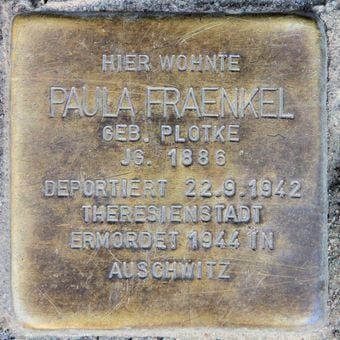 HIER WOHNTE
PAULA FRAENKEL
GEB. PLOTKE
JG. 1886
DEPORTIERT 22.9.1942
THERESIENSTADT
ERMORDET 1944 IN
AUSCHWITZ